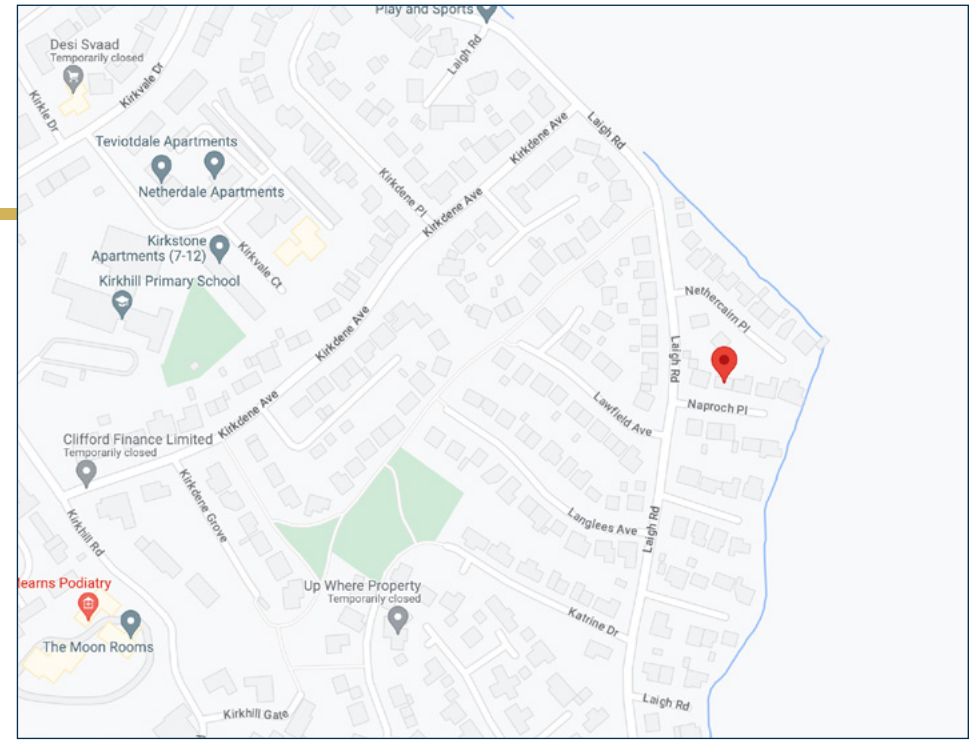 Play and Sports
Desi Svaad
Temporarily closed
Laigh Rd
Kirkvale Dr
Kirkle Dr
Laigh Rd
Kirkdene Ave
Teviotdale Apartments
Netherdale Apartments
Kirkdene Pl
Kirkdene Ave
Kirkstone
Apartments (7-12)
Kirkvale Ct
Kirkhill Primary School
Nethercairn Pl
Kirkdene Ave
Laigh Rd
Naproch Pl
Lawfield Ave
Kirkdene Ave
Clifford Finance Limited
Temporarily closed
Kirkdene Grove
Kirkhill Rd
Langlees Ave
Laigh Rd
learns Podiatry
Up Where Property
Temporarily closed
Katrine Dr
The Moon Rooms
Laigh Rd
Kirkhill Gate